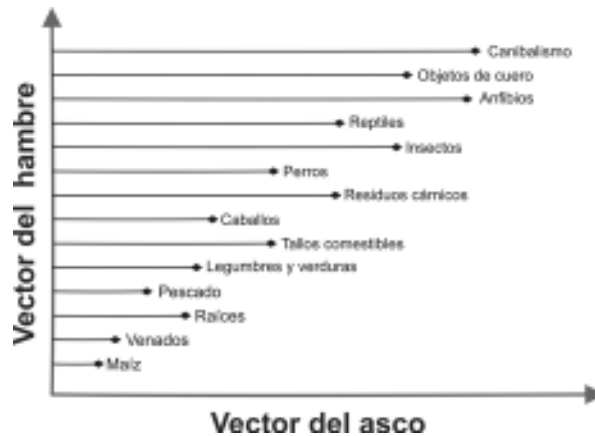 Vector del hambre
Canibalismo
Objetos de cuero
Anfibios
Reptiles
Insectos
Perros
Residuos cárnicos
Caballos
Tallos comestibles
Legumbres y verduras
Pescado
Raíces
Venados
Maíz
Vector del asco